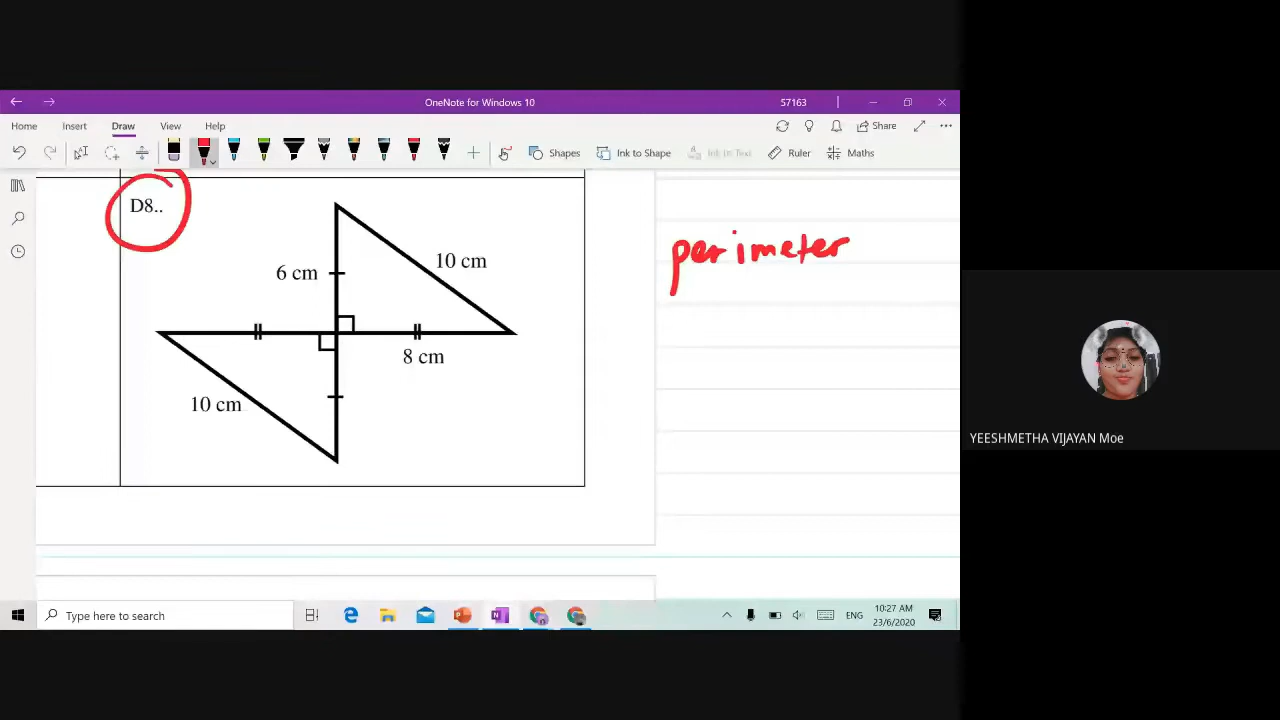 OneNote for Windows 10
57163
Home Insert Draw View Help
Share
Shapes
Ink to Shape
Ink to Text
Ruler
Maths
D8..
perimeter
6 cm
10 cm
8 cm
10 cm
YEESHMETHA VIJAYAN Moe
Type here to search
ENG
10:27 AM
23/6/2020